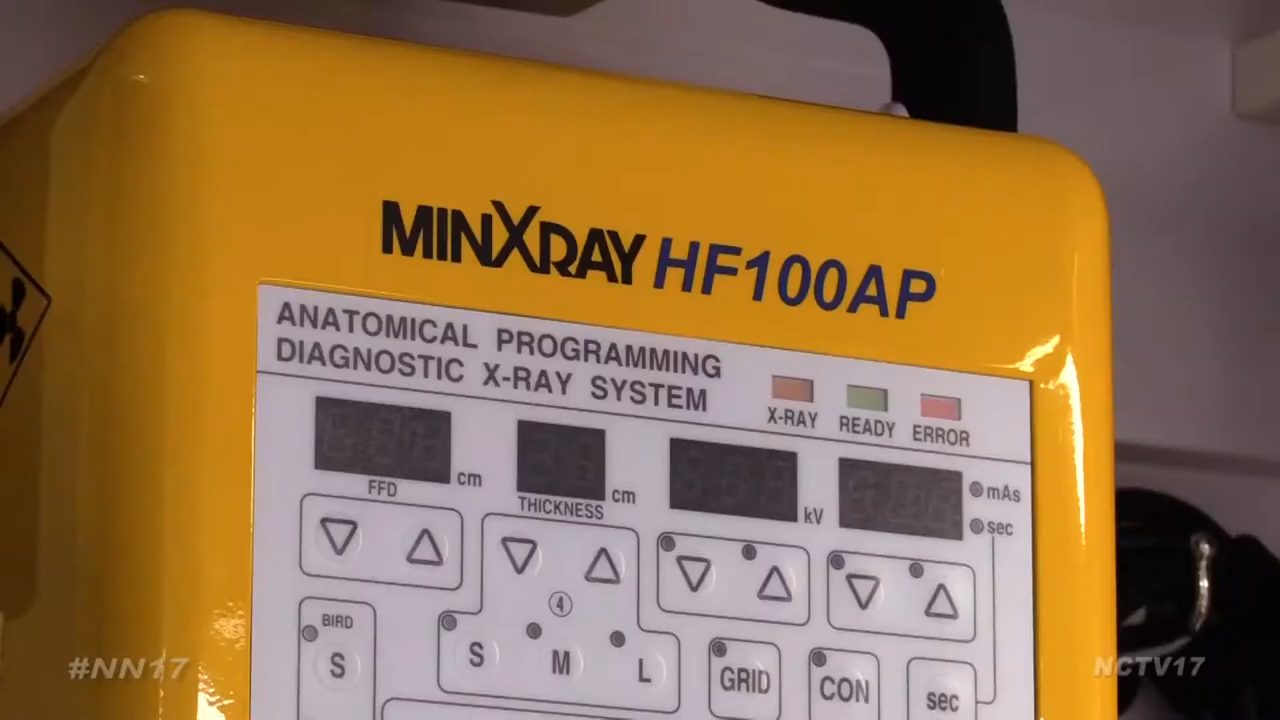 MINXRAY HF100AP
ANATOMICAL PROGRAMMING
DIAGNOSTIC X-RAY SYSTEM
X-RAY READY ERROR
cm cm kV mAs
sec
FFD THICKNESS
4
BIRD
S S M L GRID CON sec
#NN17 NCTV17